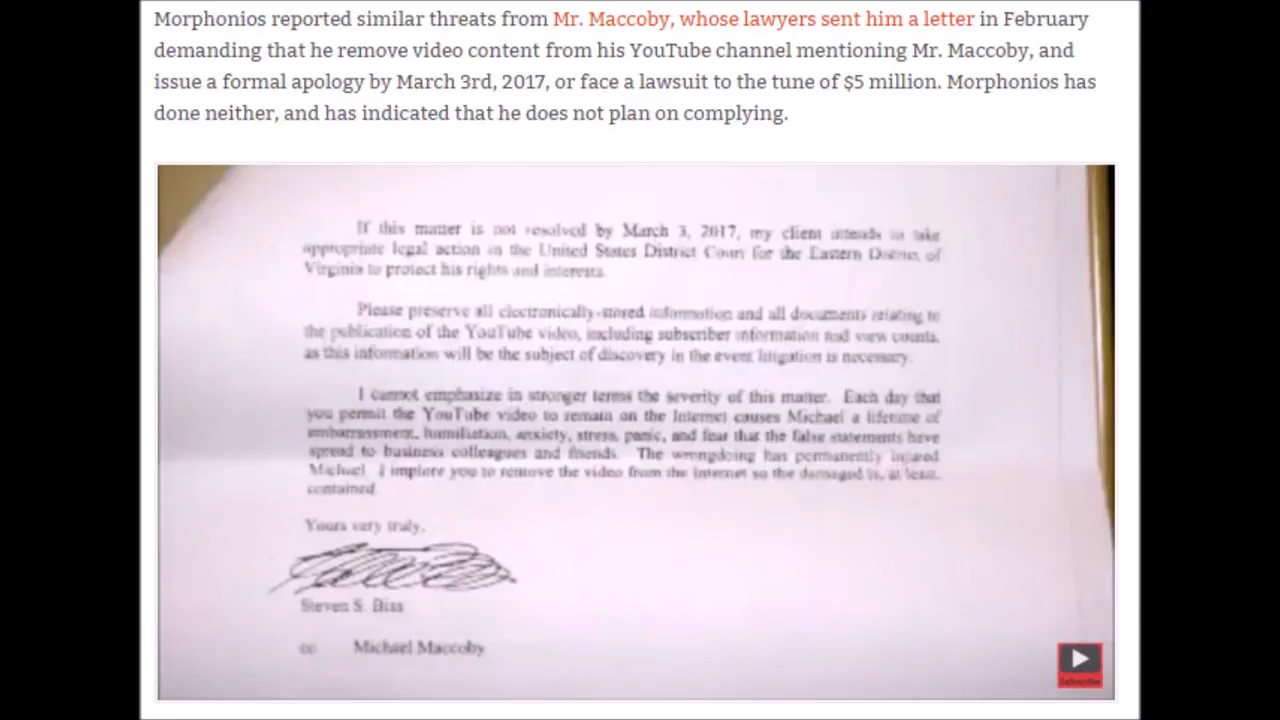 Morphonios reported similar threats from Mr. Maccoby, whose lawyers sent him a letter in February
demanding that he remove video content from his YouTube channel mentioning Mr. Maccoby, and
issue a formal apology by March 3rd, 2017, or face a lawsuit to the tune of $5 million. Morphonios has
done neither, and has indicated that he does not plan on complying.
If this matter is not resolved by March 3, 2017, my client intends to take
appropriate legal action in the United States District Court for the Eastern District of
Virginia to protect his rights and interests.
Please preserve all electronically-stored information and all documents relating to
the publication of the YouTube video, including subscriber information and view counts,
as this information will be the subject of discovery in the event litigation is necessary.
I cannot emphasize in stronger terms the severity of this matter. Each day that
you permit the YouTube video to remain on the Internet causes Michael a lifetime of
embarrassment, humiliation, anxiety, stress, panic, and fear that the false statements have
spread to business colleagues and friends. The wrongdoing has permanently injured
Michael. I implore you to remove the video from the Internet so the damaged is, at least,
contained.
Yours very truly,
Steven S. Biss
cc Michael Maccoby
Subscribe